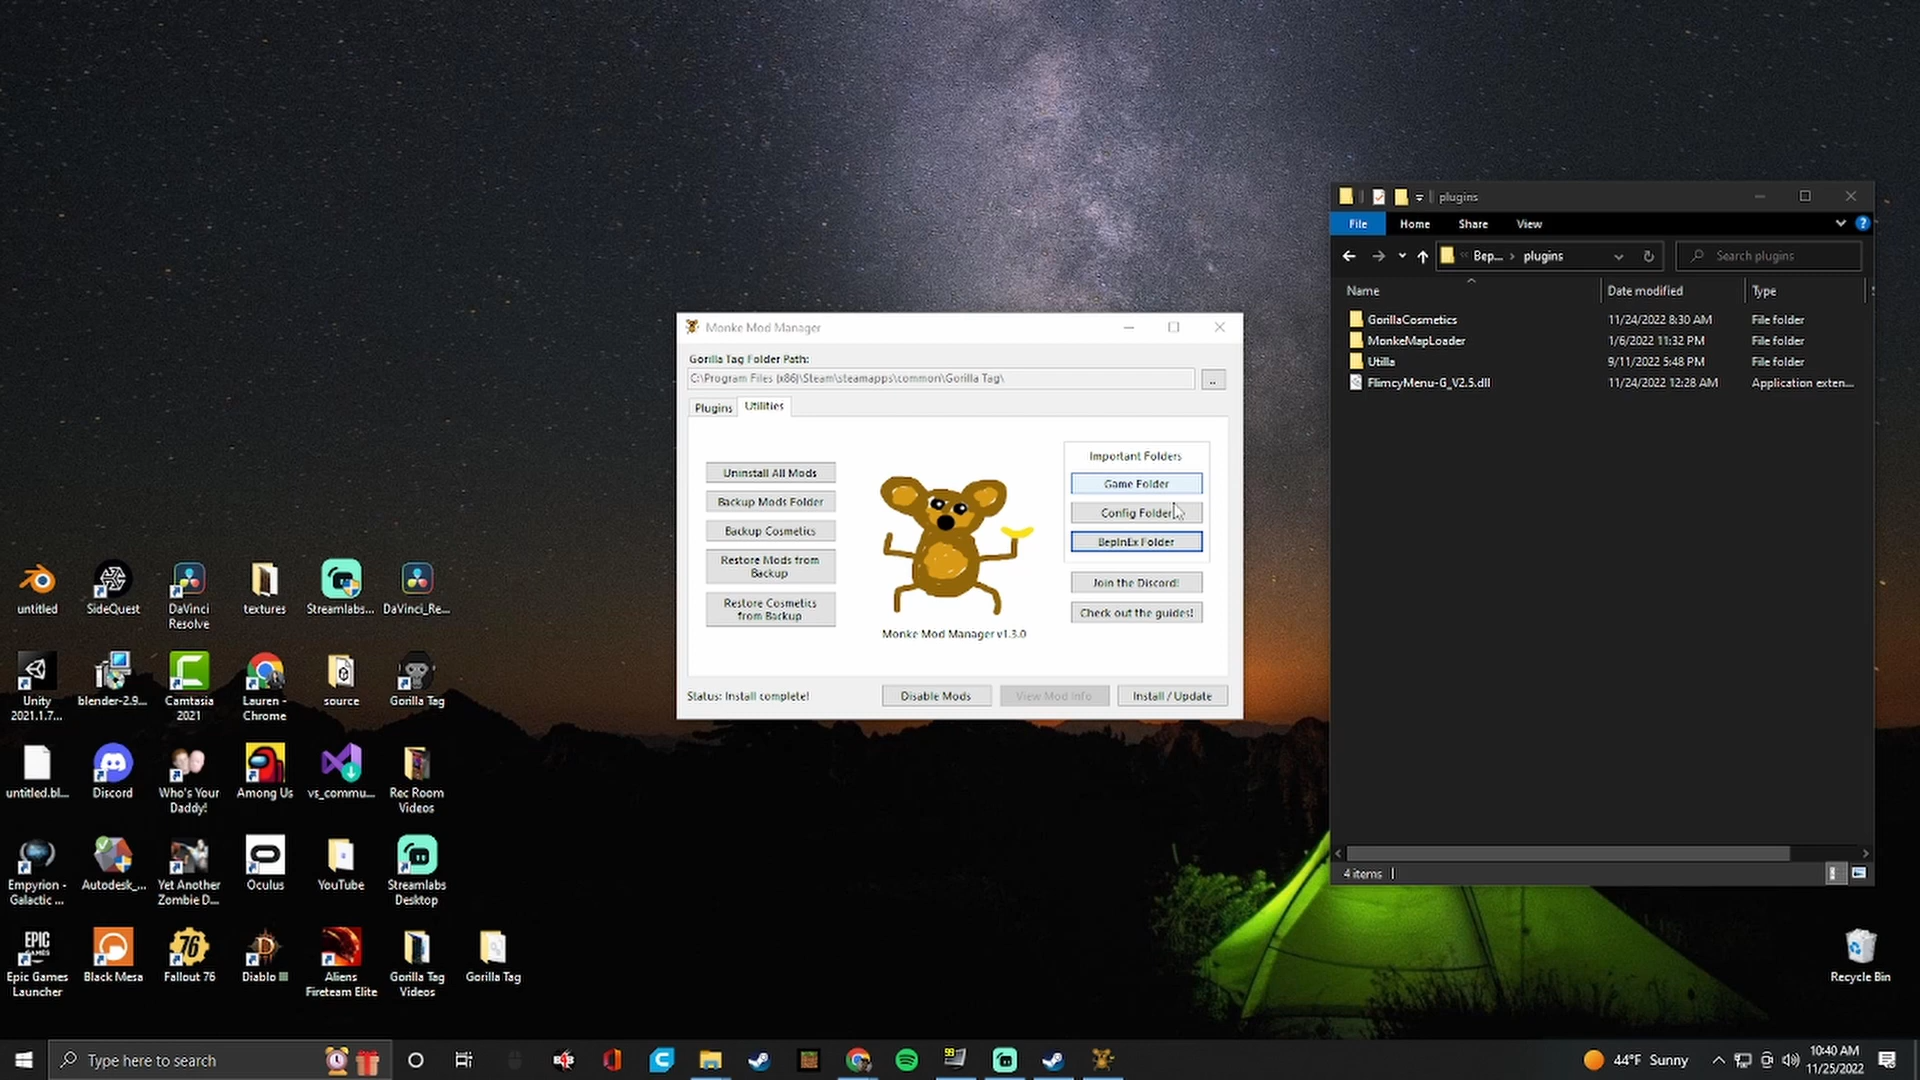 plugins
File
Home
Share
View
?
Bep...
plugins
Search plugins
Name
Date modified
Type
GorillaCosmetics
11/24/2022 8:30 AM
File folder
MonkeMapLoader
1/6/2022 11:32 PM
File folder
Utilla
9/11/2022 5:48 PM
File folder
FlimcyMenu-G_V2.5.dll
11/24/2022 12:28 AM
Application exten...
4 items
Monke Mod Manager
Gorilla Tag Folder Path:
C:\Program Files (x86)\Steam\steamapps\common\Gorilla Tag\
..
Plugins
Utilities
Uninstall All Mods
Backup Mods Folder
Backup Cosmetics
Restore Mods from
Backup
Restore Cosmetics
from Backup
Monke Mod Manager v1.3.0
Important Folders
Game Folder
Config Folder
BepInEx Folder
Join the Discord!
Check out the guides!
Status: Install complete!
Disable Mods
View Mod Info
Install / Update
untitled
SideQuest
DaVinci
Resolve
textures
Streamlabs...
DaVinci_Re...
Unity
2021.1.7...
blender-2.9...
Camtasia
2021
Lauren -
Chrome
source
Gorilla Tag
untitled.bl...
Discord
Who's Your
Daddy!
Among Us
vs_commu...
Rec Room
Videos
Empyrion -
Galactic ...
Autodesk_...
Yet Another
Zombie D...
Oculus
YouTube
Streamlabs
Desktop
EPIC
GAMES
Epic Games
Launcher
Black Mesa
76
Fallout 76
Diablo III
Aliens
Fireteam Elite
Gorilla Tag
Videos
Gorilla Tag
Recycle Bin
Type here to search
B4B
99
44°F Sunny
10:40 AM
11/25/2022